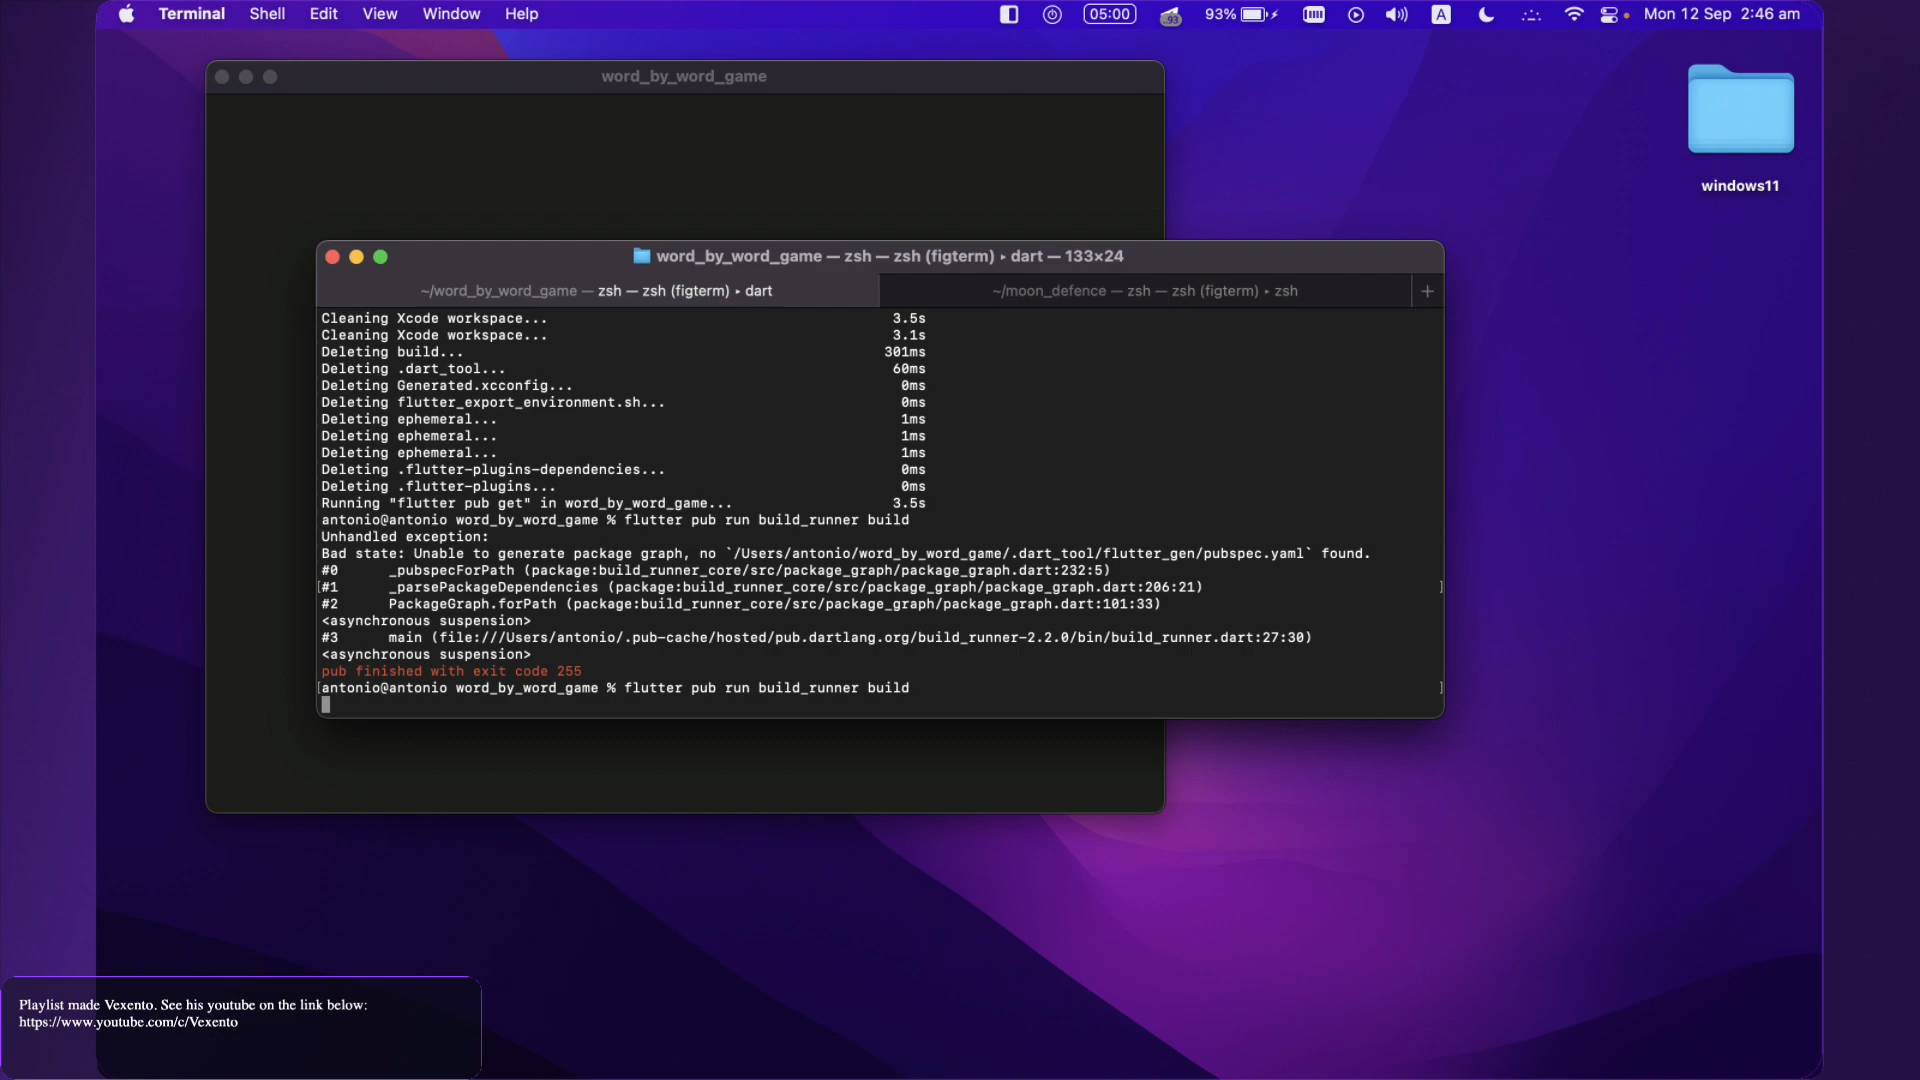 Terminal Shell Edit View Window Help
05:00 93 93% A Mon 12 Sep 2:46 am
word_by_word_game
windows11
word_by_word_game — zsh — zsh (figterm) ▸ dart — 133×24
~/word_by_word_game — zsh — zsh (figterm) ▸ dart
~/moon_defence — zsh — zsh (figterm) ▸ zsh
+
Cleaning Xcode workspace... 3.5s
Cleaning Xcode workspace... 3.1s
Deleting build... 301ms
Deleting .dart_tool... 60ms
Deleting Generated.xcconfig... 0ms
Deleting flutter_export_environment.sh... 0ms
Deleting ephemeral... 1ms
Deleting ephemeral... 1ms
Deleting ephemeral... 1ms
Deleting .flutter-plugins-dependencies... 0ms
Deleting .flutter-plugins... 0ms
Running "flutter pub get" in word_by_word_game... 3.5s
antonio@antonio word_by_word_game % flutter pub run build_runner build
Unhandled exception:
Bad state: Unable to generate package graph, no `/Users/antonio/word_by_word_game/.dart_tool/flutter_gen/pubspec.yaml` found.
#0 _pubspecForPath (package:build_runner_core/src/package_graph/package_graph.dart:232:5)
[#1 _parsePackageDependencies (package:build_runner_core/src/package_graph/package_graph.dart:206:21) ]
#2 PackageGraph.forPath (package:build_runner_core/src/package_graph/package_graph.dart:101:33)
<asynchronous suspension>
#3 main (file:///Users/antonio/.pub-cache/hosted/pub.dartlang.org/build_runner-2.2.0/bin/build_runner.dart:27:30)
<asynchronous suspension>
pub finished with exit code 255
[antonio@antonio word_by_word_game % flutter pub run build_runner build ]
Playlist made Vexento. See his youtube on the link below:
https://www.youtube.com/c/Vexento